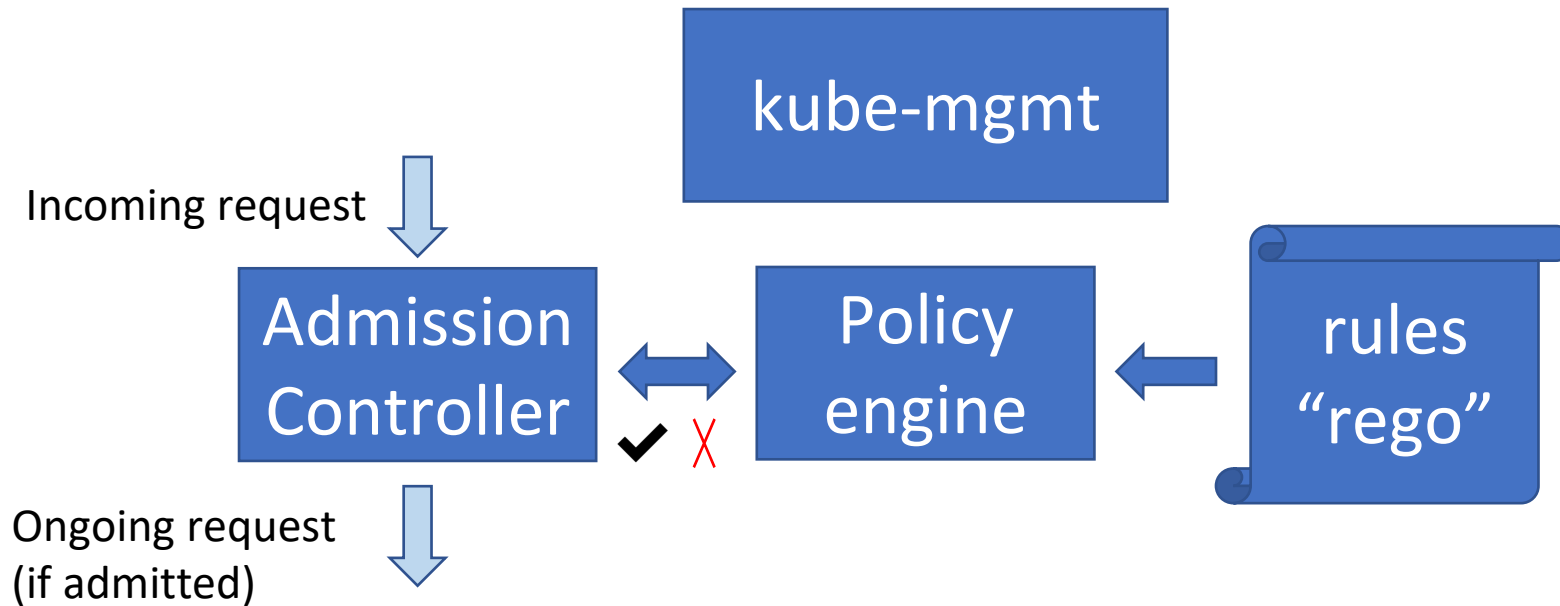 kube-mgmt
Incoming request
Admission
Controller
Policy
engine
rules
“rego”
Ongoing request
(if admitted)